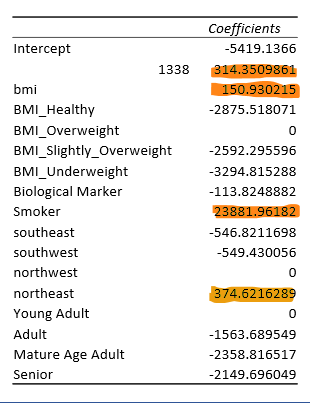 Coefficients
Intercept -5419.1366
1338 314.3509861
bmi 150.930215
BMI_Healthy -2875.518071
BMI_Overweight 0
BMI_Slightly_Overweight -2592.295596
BMI_Underweight -3294.815288
Biological Marker -113.8248882
Smoker 23881.96182
southeast -546.8211698
southwest -549.430056
northwest 0
northeast 374.6216289
Young Adult 0
Adult -1563.689549
Mature Age Adult -2358.816517
Senior -2149.696049